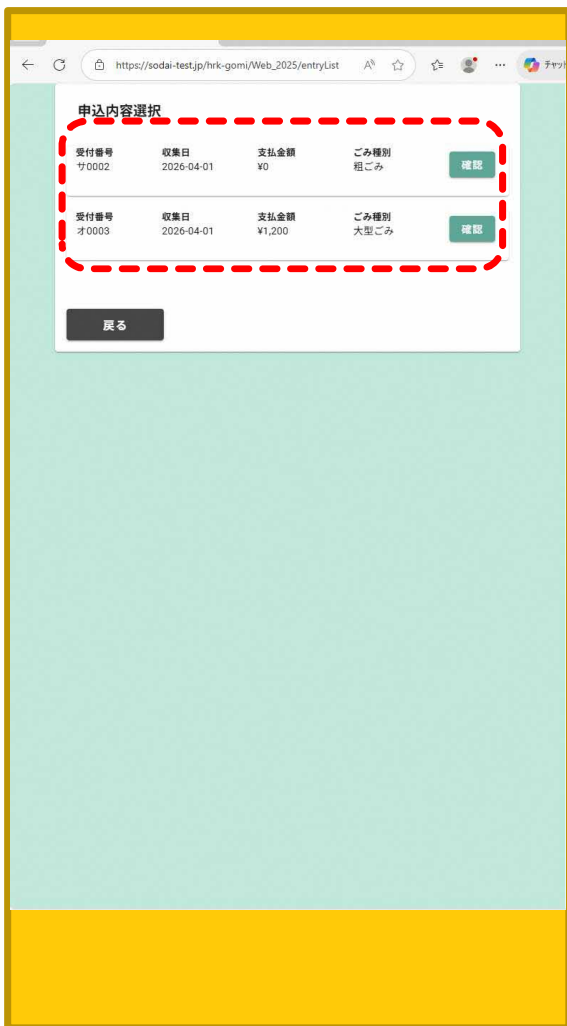 https://sodai-test.jp/hrk-gomi/Web_2025/entryList
申込内容選択
受付番号 収集日 支払金額 ごみ種別
サ0002 2026-04-01 ¥0 粗ごみ 確認
受付番号 収集日 支払金額 ごみ種別
オ0003 2026-04-01 ¥1,200 大型ごみ 確認
戻る